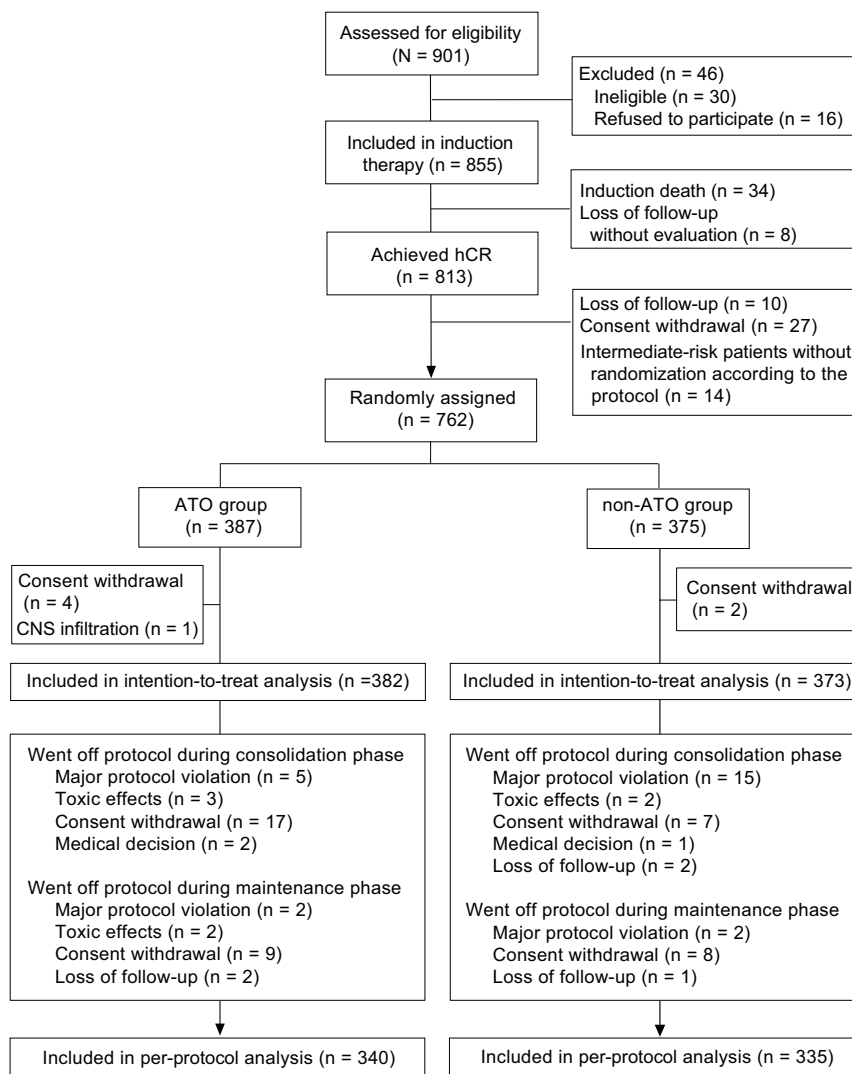 Assessed for eligibility
(N = 901)
Excluded (n = 46)
Ineligible (n = 30)
Refused to participate (n = 16)
Included in induction
therapy (n = 855)
Induction death (n = 34)
Loss of follow-up
without evaluation (n = 8)
Achieved hCR
(n = 813)
Loss of follow-up (n = 10)
Consent withdrawal (n = 27)
Intermediate-risk patients without
randomization according to the
protocol (n = 14)
Randomly assigned
(n = 762)
ATO group
(n = 387)
non-ATO group
(n = 375)
Consent withdrawal
(n = 4)
CNS infiltration (n = 1)
Consent withdrawal
(n = 2)
Included in intention-to-treat analysis (n =382)
Included in intention-to-treat analysis (n = 373)
Went off protocol during consolidation phase
Major protocol violation (n = 5)
Toxic effects (n = 3)
Consent withdrawal (n = 17)
Medical decision (n = 2)
Went off protocol during maintenance phase
Major protocol violation (n = 2)
Toxic effects (n = 2)
Consent withdrawal (n = 9)
Loss of follow-up (n = 2)
Went off protocol during consolidation phase
Major protocol violation (n = 15)
Toxic effects (n = 2)
Consent withdrawal (n = 7)
Medical decision (n = 1)
Loss of follow-up (n = 2)
Went off protocol during maintenance phase
Major protocol violation (n = 2)
Consent withdrawal (n = 8)
Loss of follow-up (n = 1)
Included in per-protocol analysis (n = 340)
Included in per-protocol analysis (n = 335)